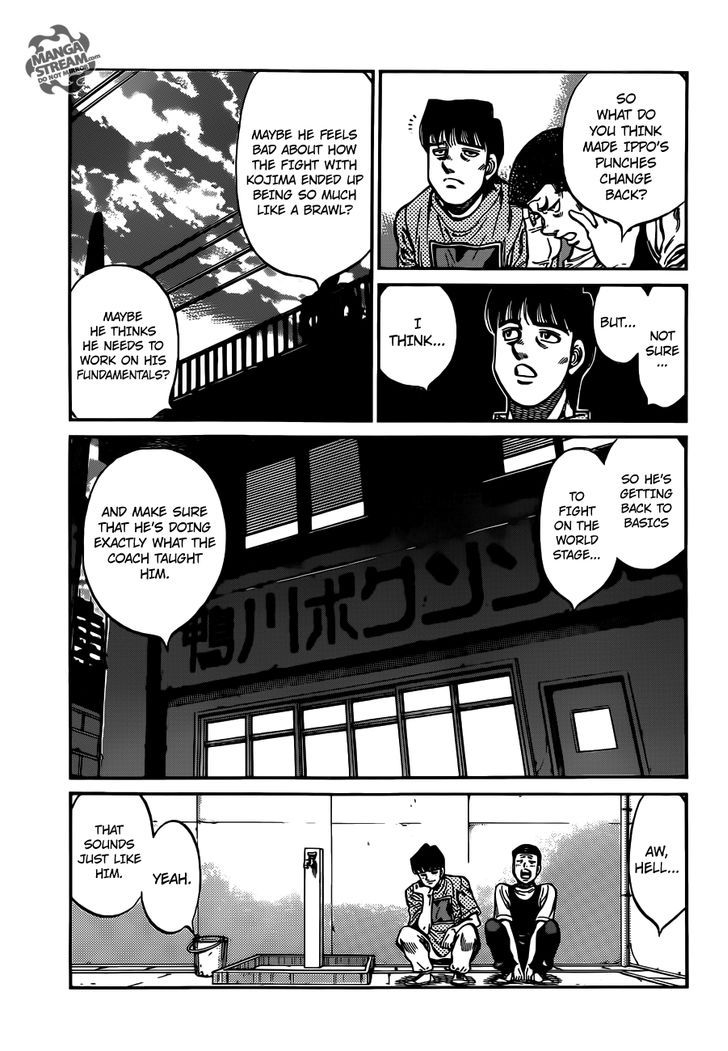 MANGA
STREAM.com
DO NOT MIRROR
SO
WHAT DO
YOU THINK
MADE IPPO'S
PUNCHES
CHANGE
BACK?
MAYBE HE FEELS
BAD ABOUT HOW
THE FIGHT WITH
KOJIMA ENDED UP
BEING SO MUCH
LIKE A BRAWL?
MAYBE
HE THINKS
HE NEEDS TO
WORK ON HIS
FUNDAMENTALS?
NOT
SURE
...
BUT...
I
THINK...
SO HE'S
GETTING
BACK TO
BASICS
TO
FIGHT
ON THE
WORLD
STAGE...
AND MAKE SURE
THAT HE'S DOING
EXACTLY WHAT THE
COACH TAUGHT
HIM.
鴨川ボクシン
AW,
HELL...
YEAH.
THAT
SOUNDS
JUST LIKE
HIM.